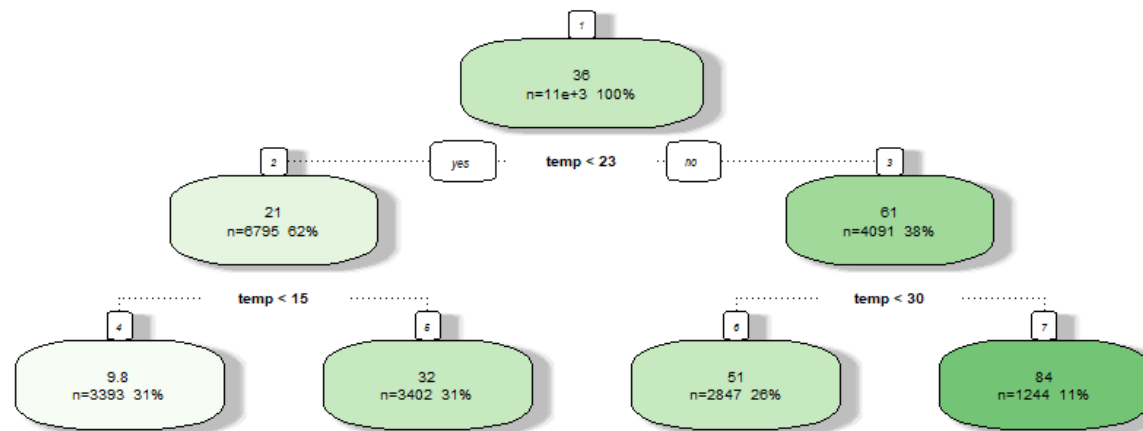 1
36
n=11e+3 100%
2 yes temp < 23 no 3
21
n=6795 62%
61
n=4091 38%
temp < 15
temp < 30
4
5
6
7
9.8
n=3393 31%
32
n=3402 31%
51
n=2847 26%
84
n=1244 11%